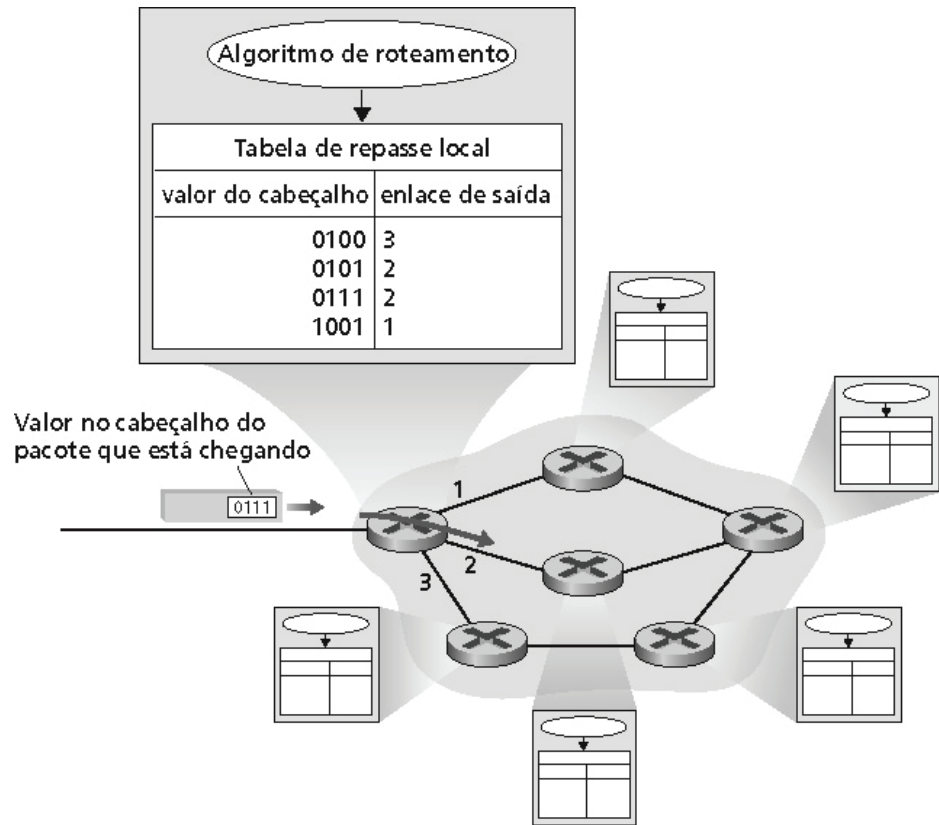 Algoritmo de roteamento
Tabela de repasse local
valor do cabeçalho enlace de saída
0100 3
0101 2
0111 2
1001 1
Valor no cabeçalho do
pacote que está chegando
0111
1
2
3